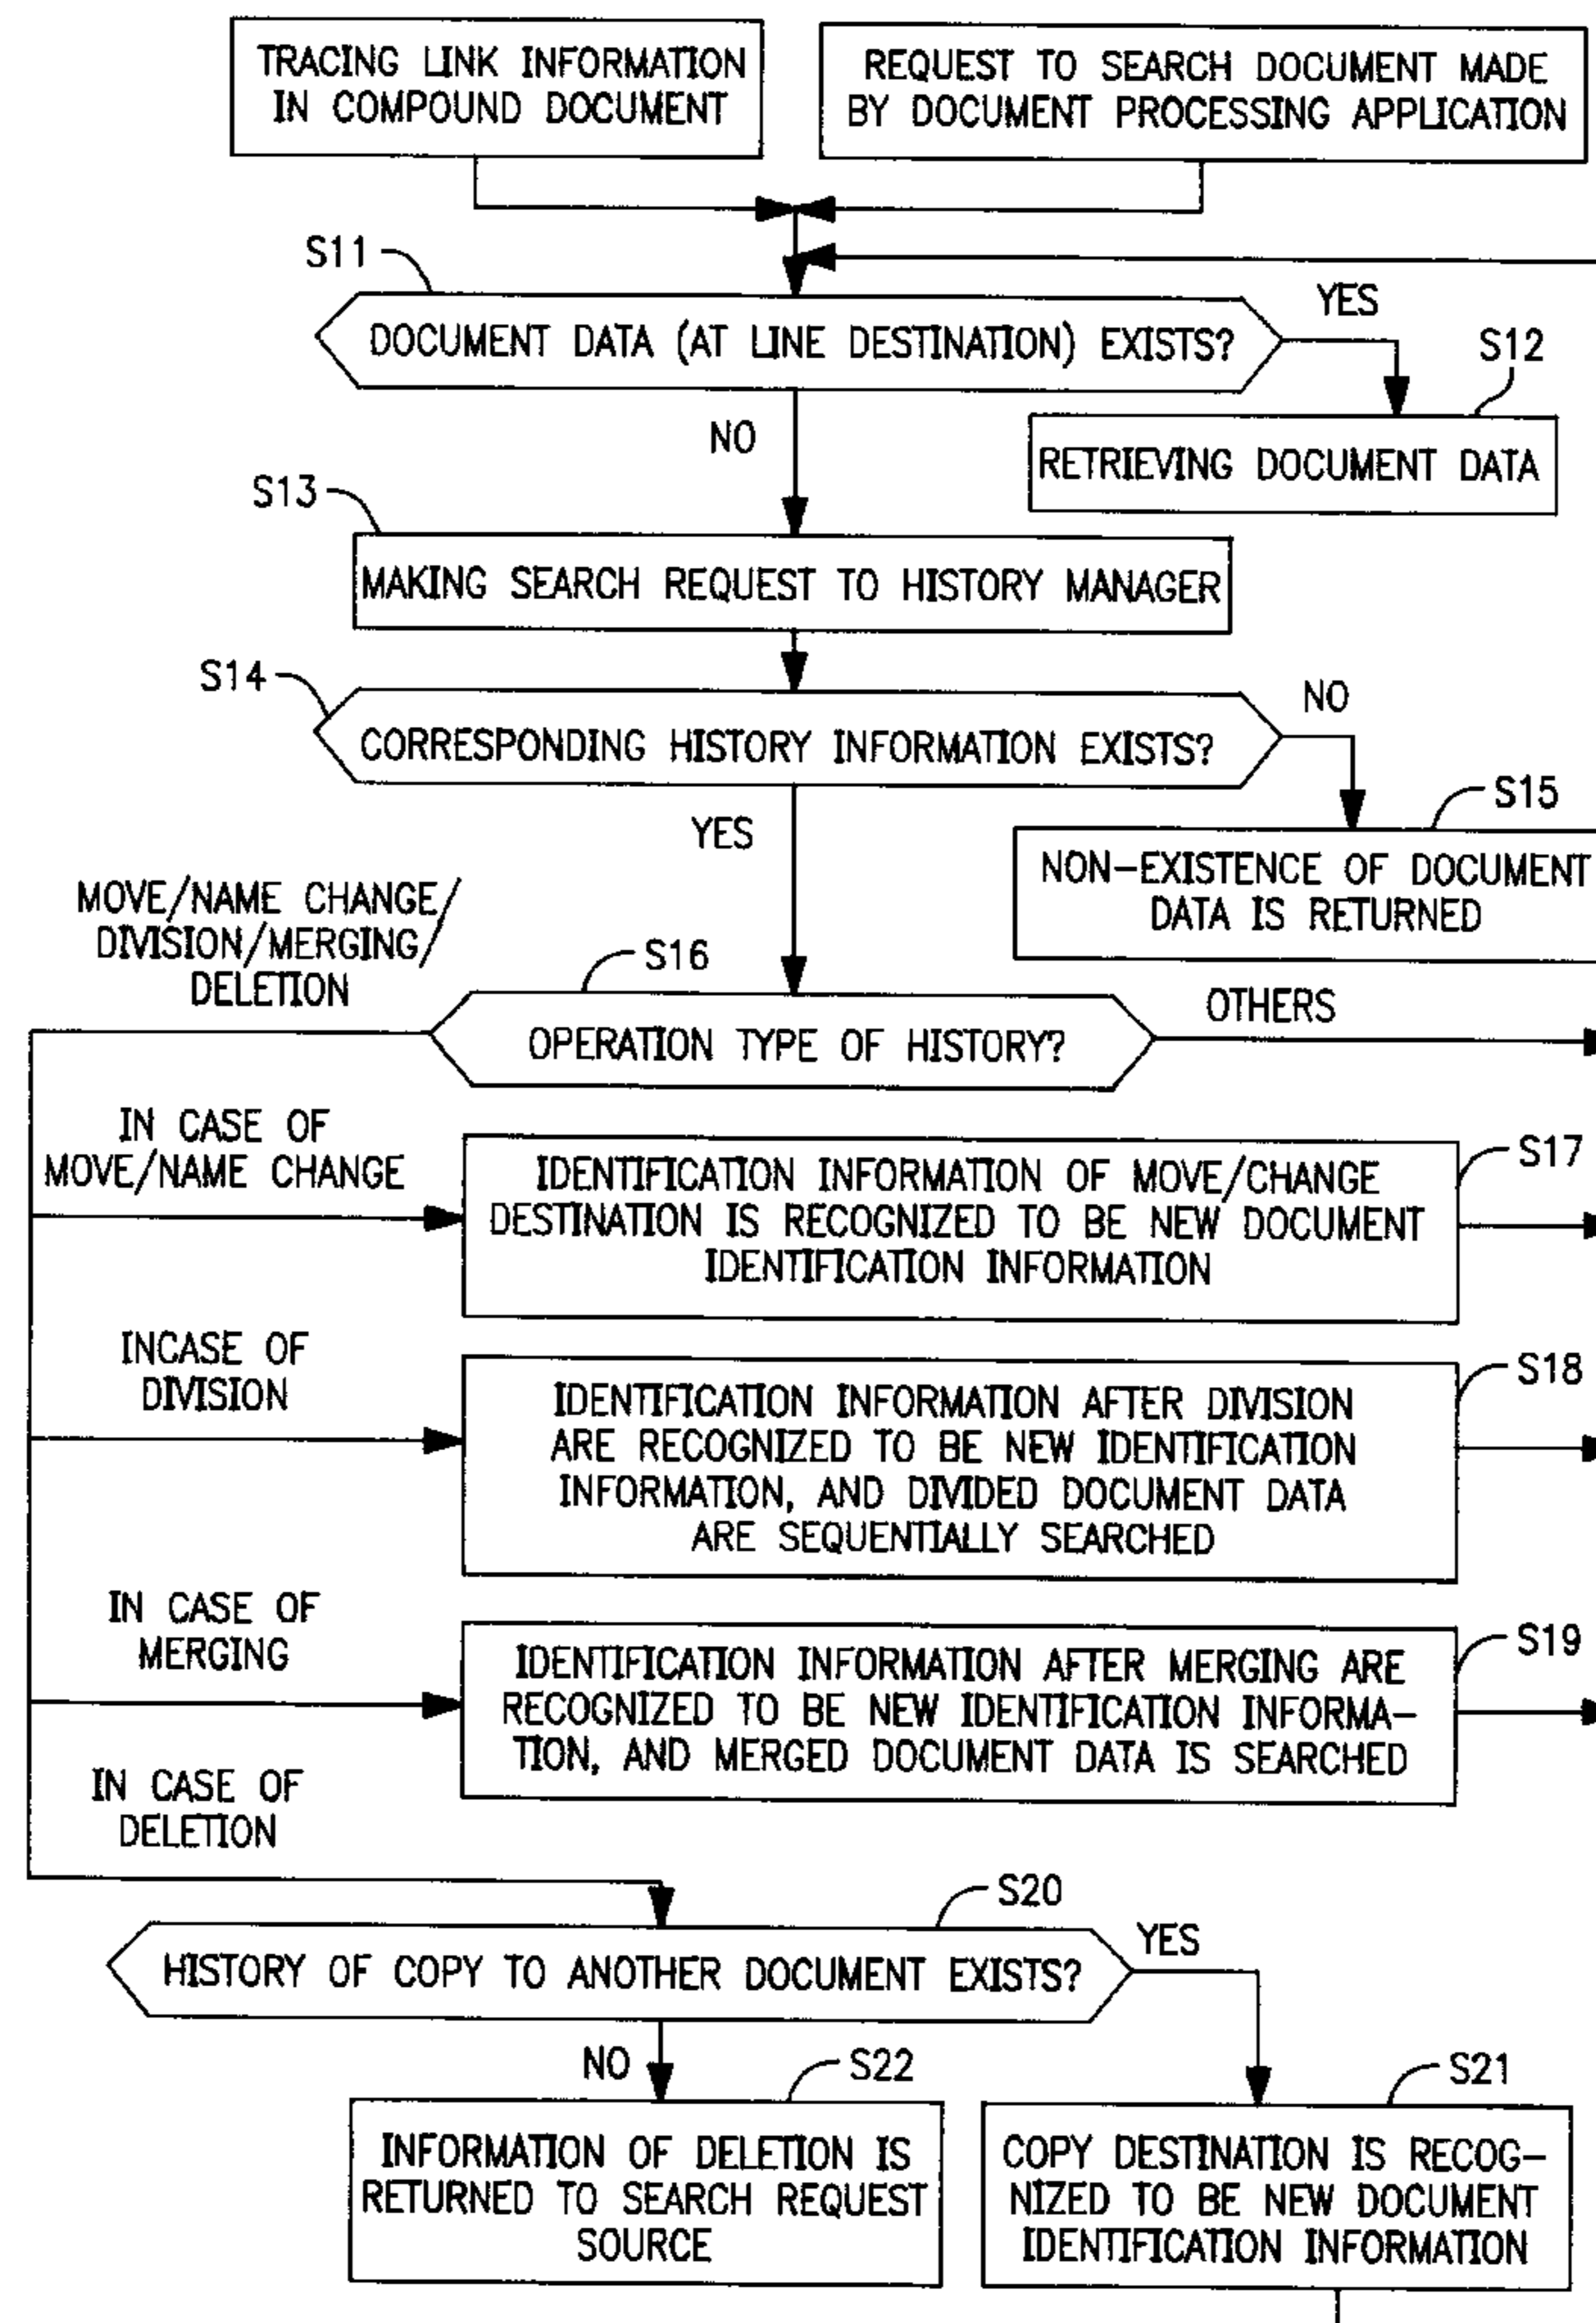 TRACING LINK INFORMATION
IN COMPOUND DOCUMENT
REQUEST TO SEARCH DOCUMENT MADE
BY DOCUMENT PROCESSING APPLICATION
S11
DOCUMENT DATA (AT LINE DESTINATION) EXISTS?
YES
S12
RETRIEVING DOCUMENT DATA
NO
S13
MAKING SEARCH REQUEST TO HISTORY MANAGER
S14
CORRESPONDING HISTORY INFORMATION EXISTS?
NO
S15
NON-EXISTENCE OF DOCUMENT
DATA IS RETURNED
YES
MOVE/NAME CHANGE/
DIVISION/MERGING/
DELETION
S16
OPERATION TYPE OF HISTORY?
OTHERS
IN CASE OF
MOVE/NAME CHANGE
S17
IDENTIFICATION INFORMATION OF MOVE/CHANGE
DESTINATION IS RECOGNIZED TO BE NEW DOCUMENT
IDENTIFICATION INFORMATION
INCASE OF
DIVISION
S18
IDENTIFICATION INFORMATION AFTER DIVISION
ARE RECOGNIZED TO BE NEW IDENTIFICATION
INFORMATION, AND DIVIDED DOCUMENT DATA
ARE SEQUENTIALLY SEARCHED
IN CASE OF
MERGING
S19
IDENTIFICATION INFORMATION AFTER MERGING ARE
RECOGNIZED TO BE NEW IDENTIFICATION INFORMA-
TION, AND MERGED DOCUMENT DATA IS SEARCHED
IN CASE OF
DELETION
S20
HISTORY OF COPY TO ANOTHER DOCUMENT EXISTS?
YES
NO
S22
INFORMATION OF DELETION IS
RETURNED TO SEARCH REQUEST
SOURCE
S21
COPY DESTINATION IS RECOG-
NIZED TO BE NEW DOCUMENT
IDENTIFICATION INFORMATION